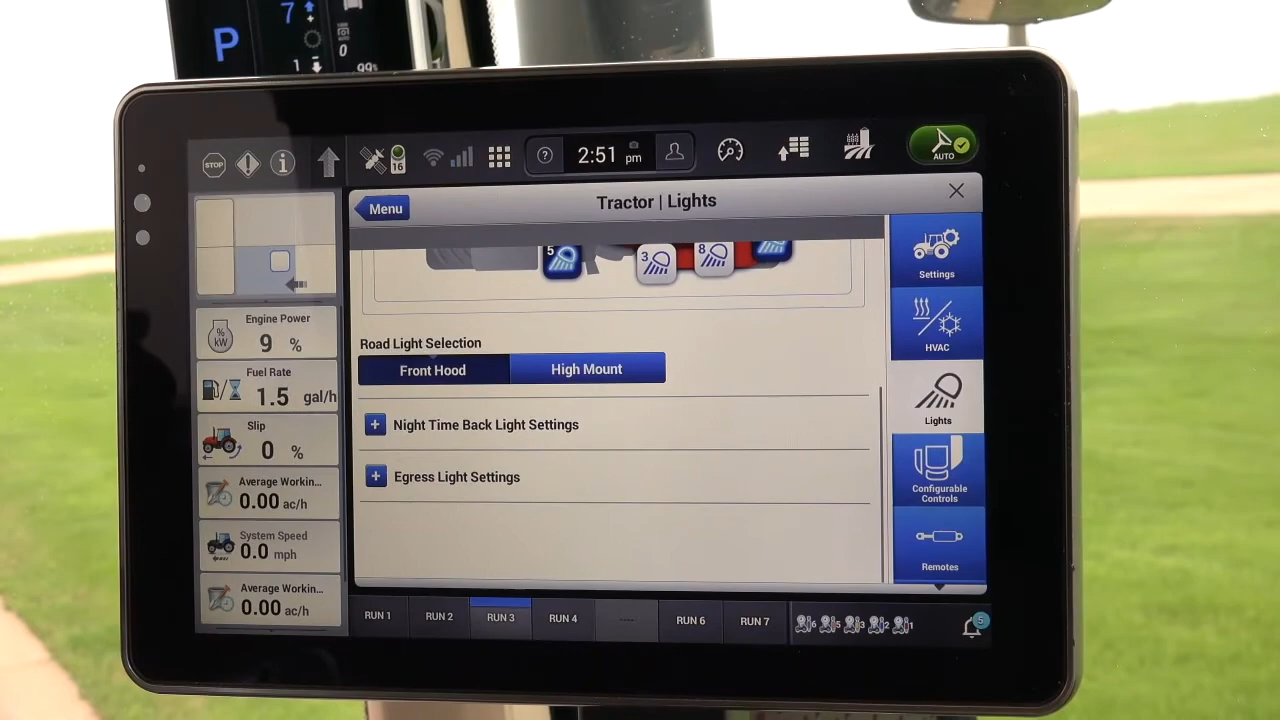 P
7
+
1
0
99%
STOP
16
2:51 pm
AUTO
Menu
Tractor | Lights
5
3
8
Settings
HVAC
Lights
Configurable
Controls
Remotes
Engine Power
%
kW
9 %
Fuel Rate
1.5 gal/h
Slip
0 %
Average Workin...
0.00 ac/h
System Speed
0.0 mph
Average Workin...
0.00 ac/h
Road Light Selection
Front Hood
High Mount
+ Night Time Back Light Settings
+ Egress Light Settings
RUN 1
RUN 2
RUN 3
RUN 4
----
RUN 6
RUN 7
6
5
3
2
1
5